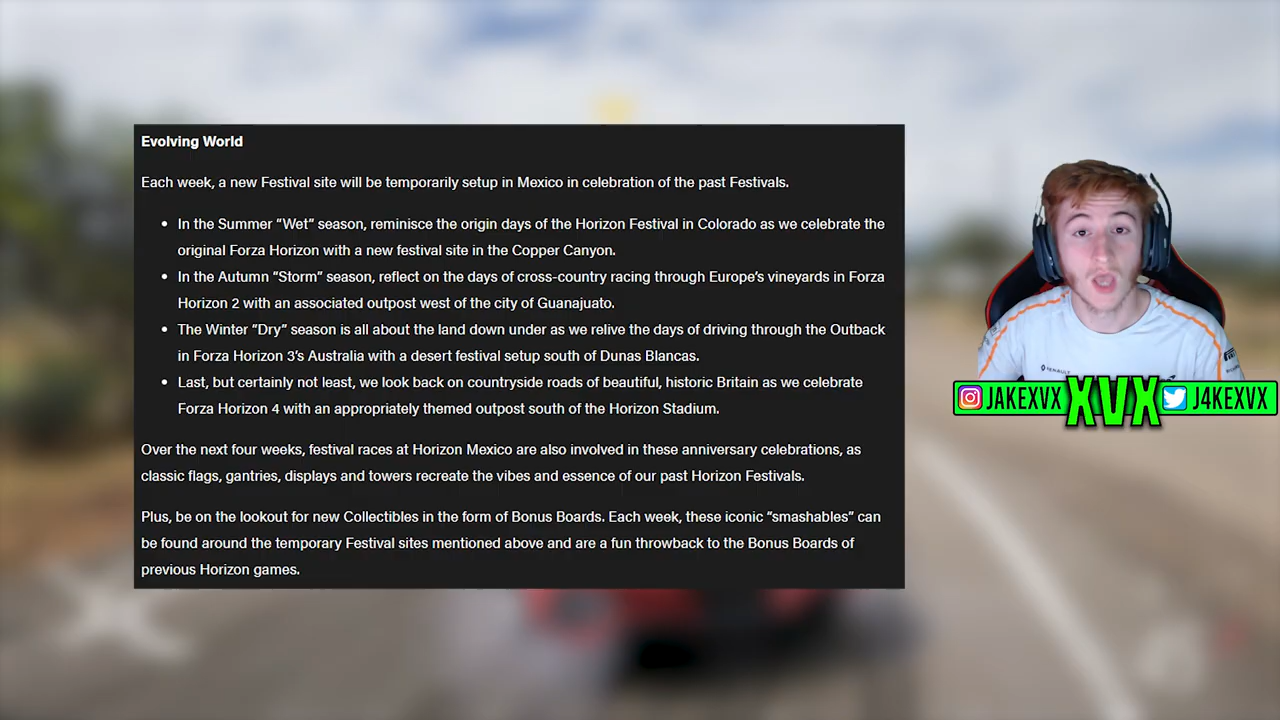 Evolving World
Each week, a new Festival site will be temporarily setup in Mexico in celebration of the past Festivals.
• In the Summer “Wet” season, reminisce the origin days of the Horizon Festival in Colorado as we celebrate the
original Forza Horizon with a new festival site in the Copper Canyon.
• In the Autumn “Storm” season, reflect on the days of cross-country racing through Europe’s vineyards in Forza
Horizon 2 with an associated outpost west of the city of Guanajuato.
• The Winter “Dry” season is all about the land down under as we relive the days of driving through the Outback
in Forza Horizon 3’s Australia with a desert festival setup south of Dunas Blancas.
• Last, but certainly not least, we look back on countryside roads of beautiful, historic Britain as we celebrate
Forza Horizon 4 with an appropriately themed outpost south of the Horizon Stadium.
Over the next four weeks, festival races at Horizon Mexico are also involved in these anniversary celebrations, as
classic flags, gantries, displays and towers recreate the vibes and essence of our past Horizon Festivals.
Plus, be on the lookout for new Collectibles in the form of Bonus Boards. Each week, these iconic “smashables” can
be found around the temporary Festival sites mentioned above and are a fun throwback to the Bonus Boards of
previous Horizon games.
RENAULT
JAKEXVX XVX J4KEXVX